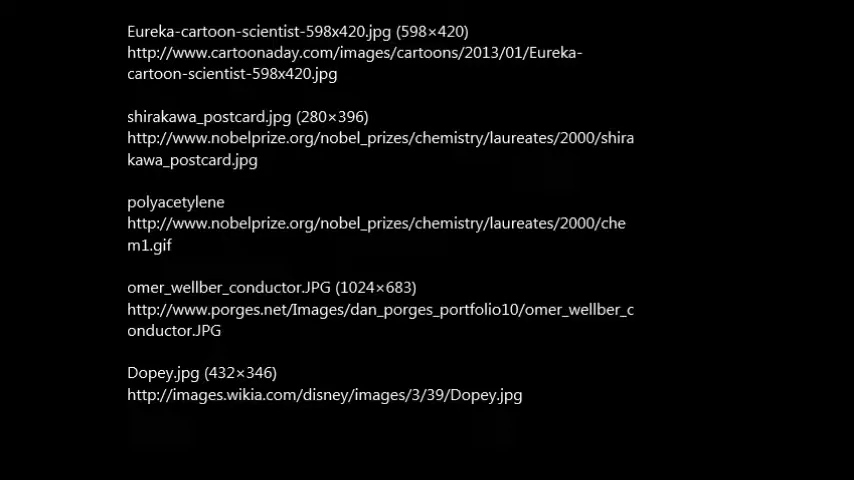 Eureka-cartoon-scientist-598x420.jpg (598×420)
http://www.cartoonaday.com/images/cartoons/2013/01/Eureka-
cartoon-scientist-598x420.jpg
shirakawa_postcard.jpg (280×396)
http://www.nobelprize.org/nobel_prizes/chemistry/laureates/2000/shira
kawa_postcard.jpg
polyacetylene
http://www.nobelprize.org/nobel_prizes/chemistry/laureates/2000/che
m1.gif
omer_wellber_conductor.JPG (1024×683)
http://www.porges.net/Images/dan_porges_portfolio10/omer_wellber_c
onductor.JPG
Dopey.jpg (432×346)
http://images.wikia.com/disney/images/3/39/Dopey.jpg